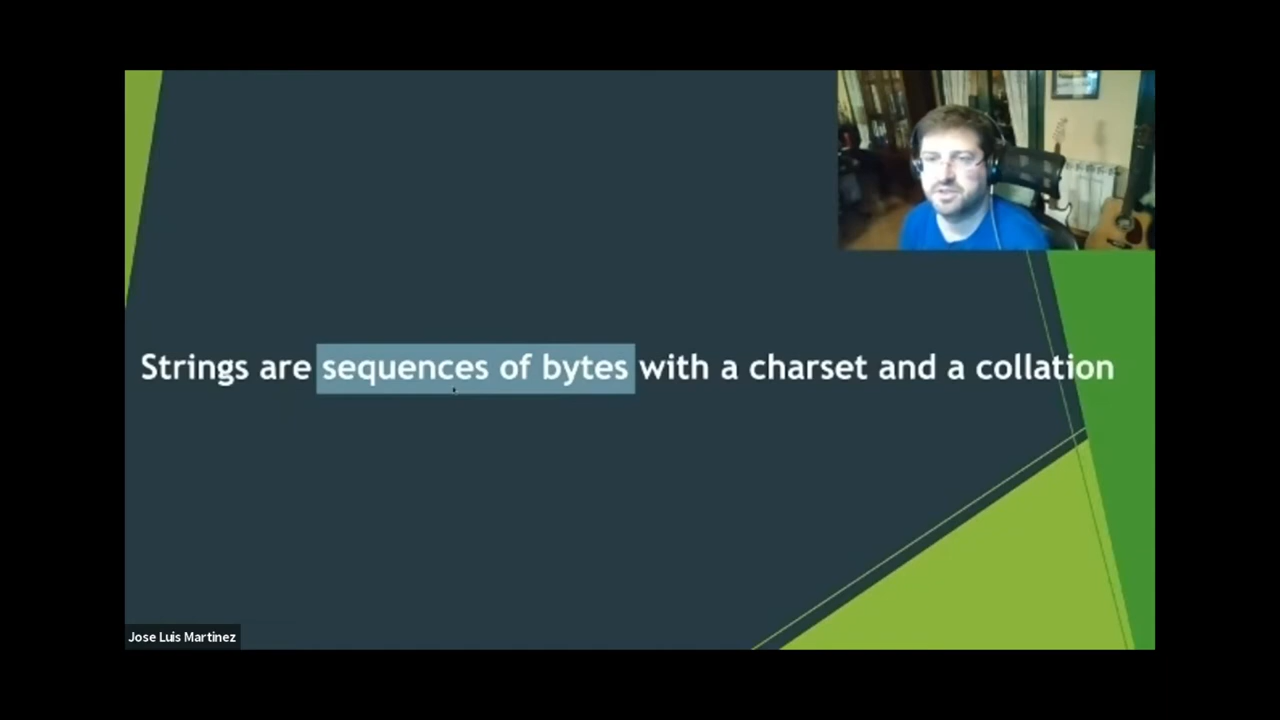 Strings are sequences of bytes with a charset and a collation
Jose Luis Martinez